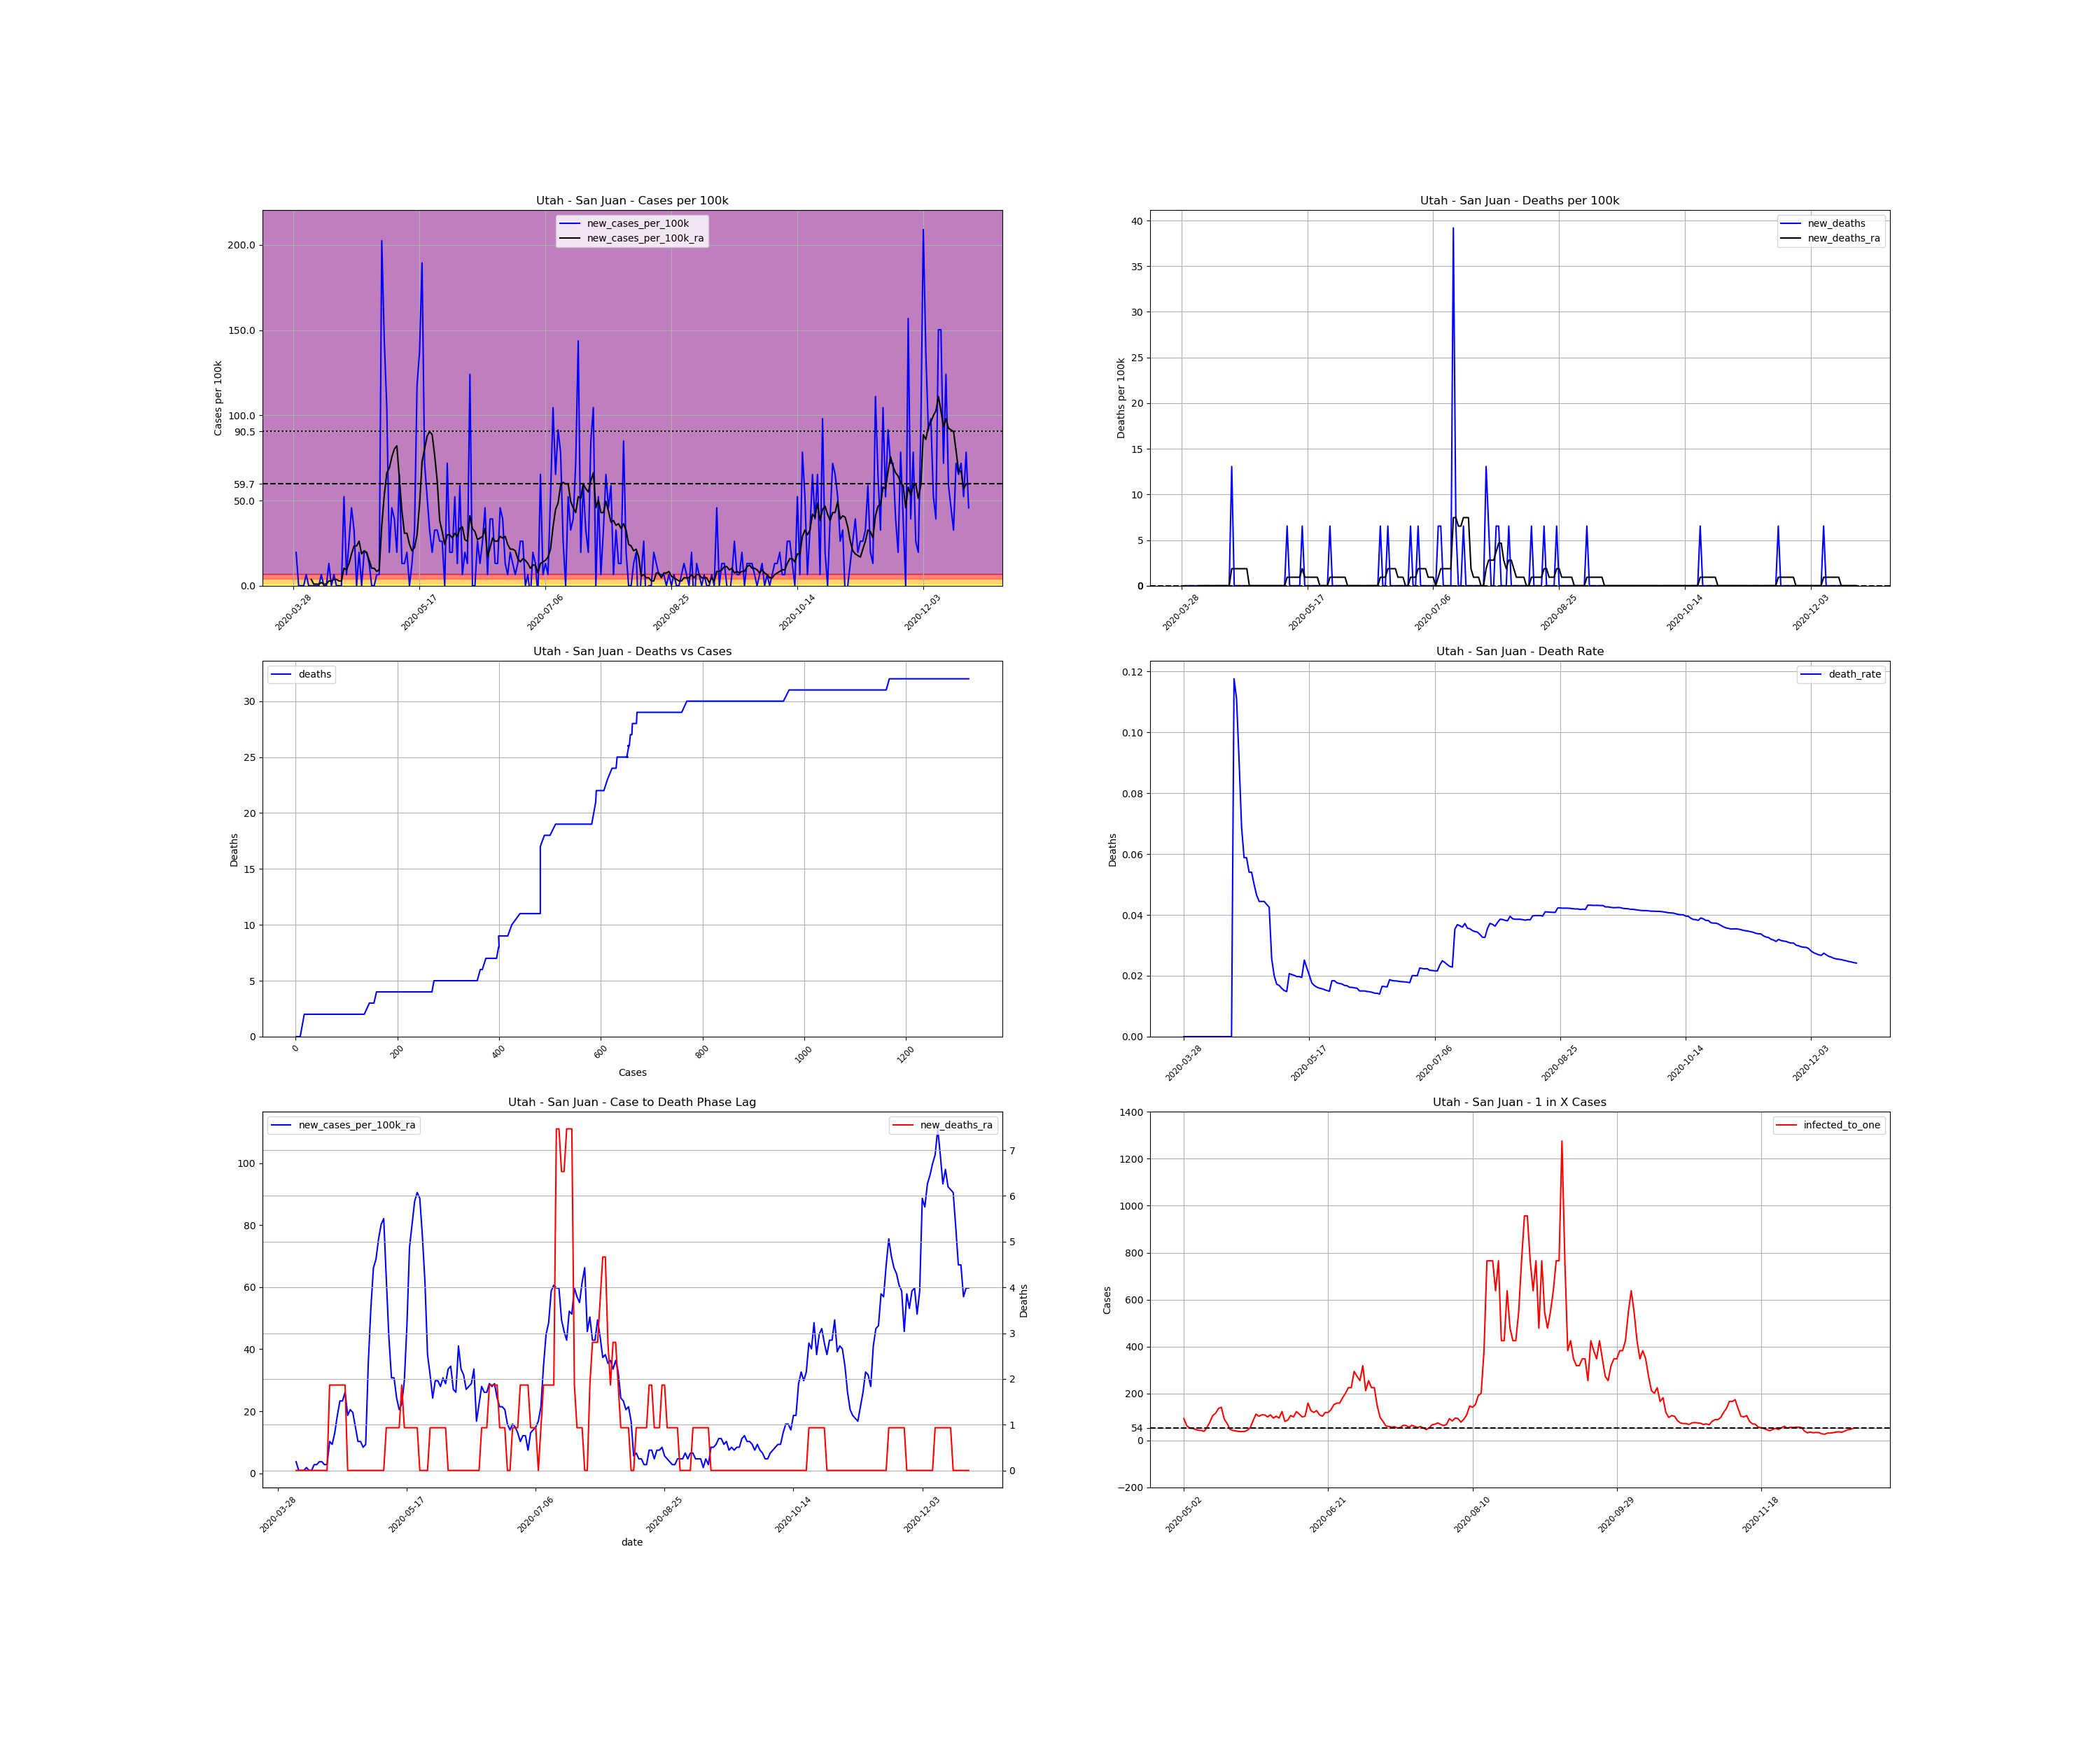 Utah - San Juan - Cases per 100k
new_cases_per_100k
new_cases_per_100k_ra
Cases per 100k
200.0
150.0
100.0
90.5
59.7
50.0
0.0
2020-03-28 2020-05-17 2020-07-06 2020-08-25 2020-10-14 2020-12-03
Utah - San Juan - Deaths per 100k
new_deaths
new_deaths_ra
Deaths per 100k
40
35
30
25
20
15
10
5
0
0
2020-03-28 2020-05-17 2020-07-06 2020-08-25 2020-10-14 2020-12-03
Utah - San Juan - Deaths vs Cases
deaths
Deaths
30
25
20
15
10
5
0
0 200 400 600 800 1000 1200
Cases
Utah - San Juan - Death Rate
death_rate
Deaths
0.12
0.10
0.08
0.06
0.04
0.02
0.00
2020-03-28 2020-05-17 2020-07-06 2020-08-25 2020-10-14 2020-12-03
Utah - San Juan - Case to Death Phase Lag
new_cases_per_100k_ra
new_deaths_ra
100
80
60
40
20
0
7
6
5
4
3
2
1
0
Deaths
2020-03-28 2020-05-17 2020-07-06 2020-08-25 2020-10-14 2020-12-03
date
Utah - San Juan - 1 in X Cases
infected_to_one
Cases
1400
1200
1000
800
600
400
200
54
0
−200
2020-05-02 2020-06-21 2020-08-10 2020-09-29 2020-11-18